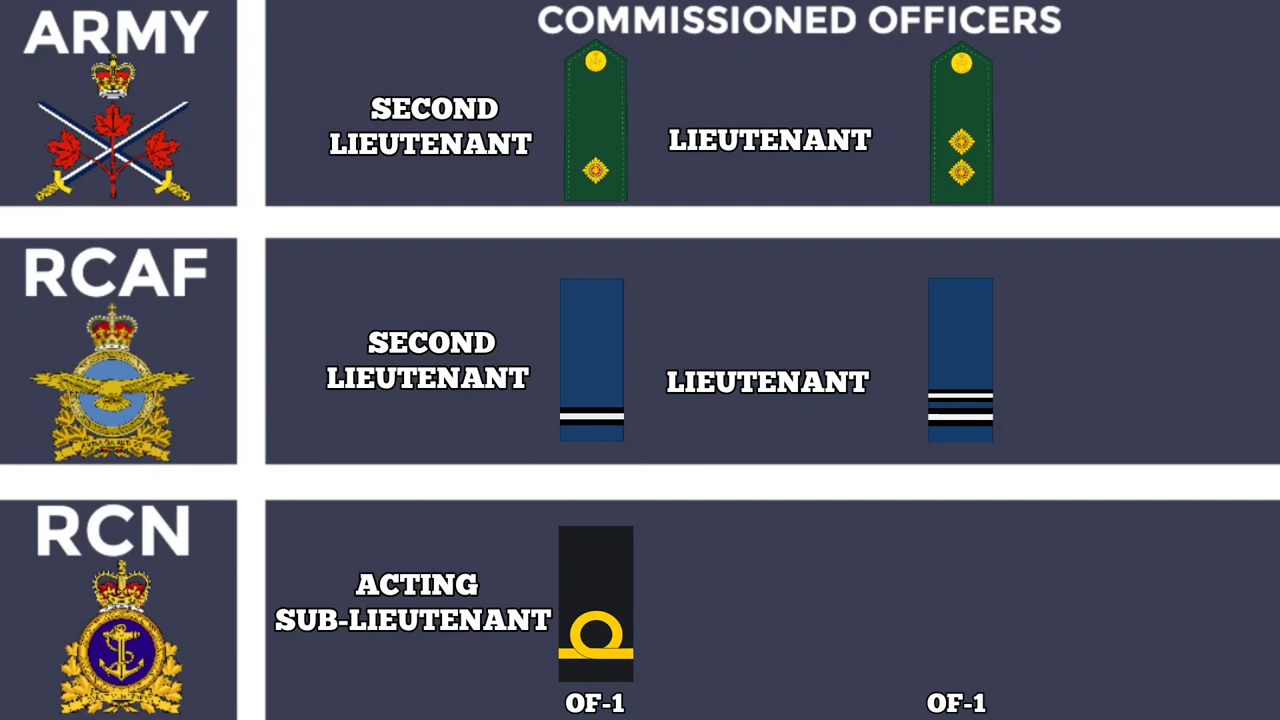 ARMY
COMMISSIONED OFFICERS
SECOND
LIEUTENANT
LIEUTENANT
RCAF
SECOND
LIEUTENANT
LIEUTENANT
RCN
ACTING
SUB-LIEUTENANT
OF-1
OF-1